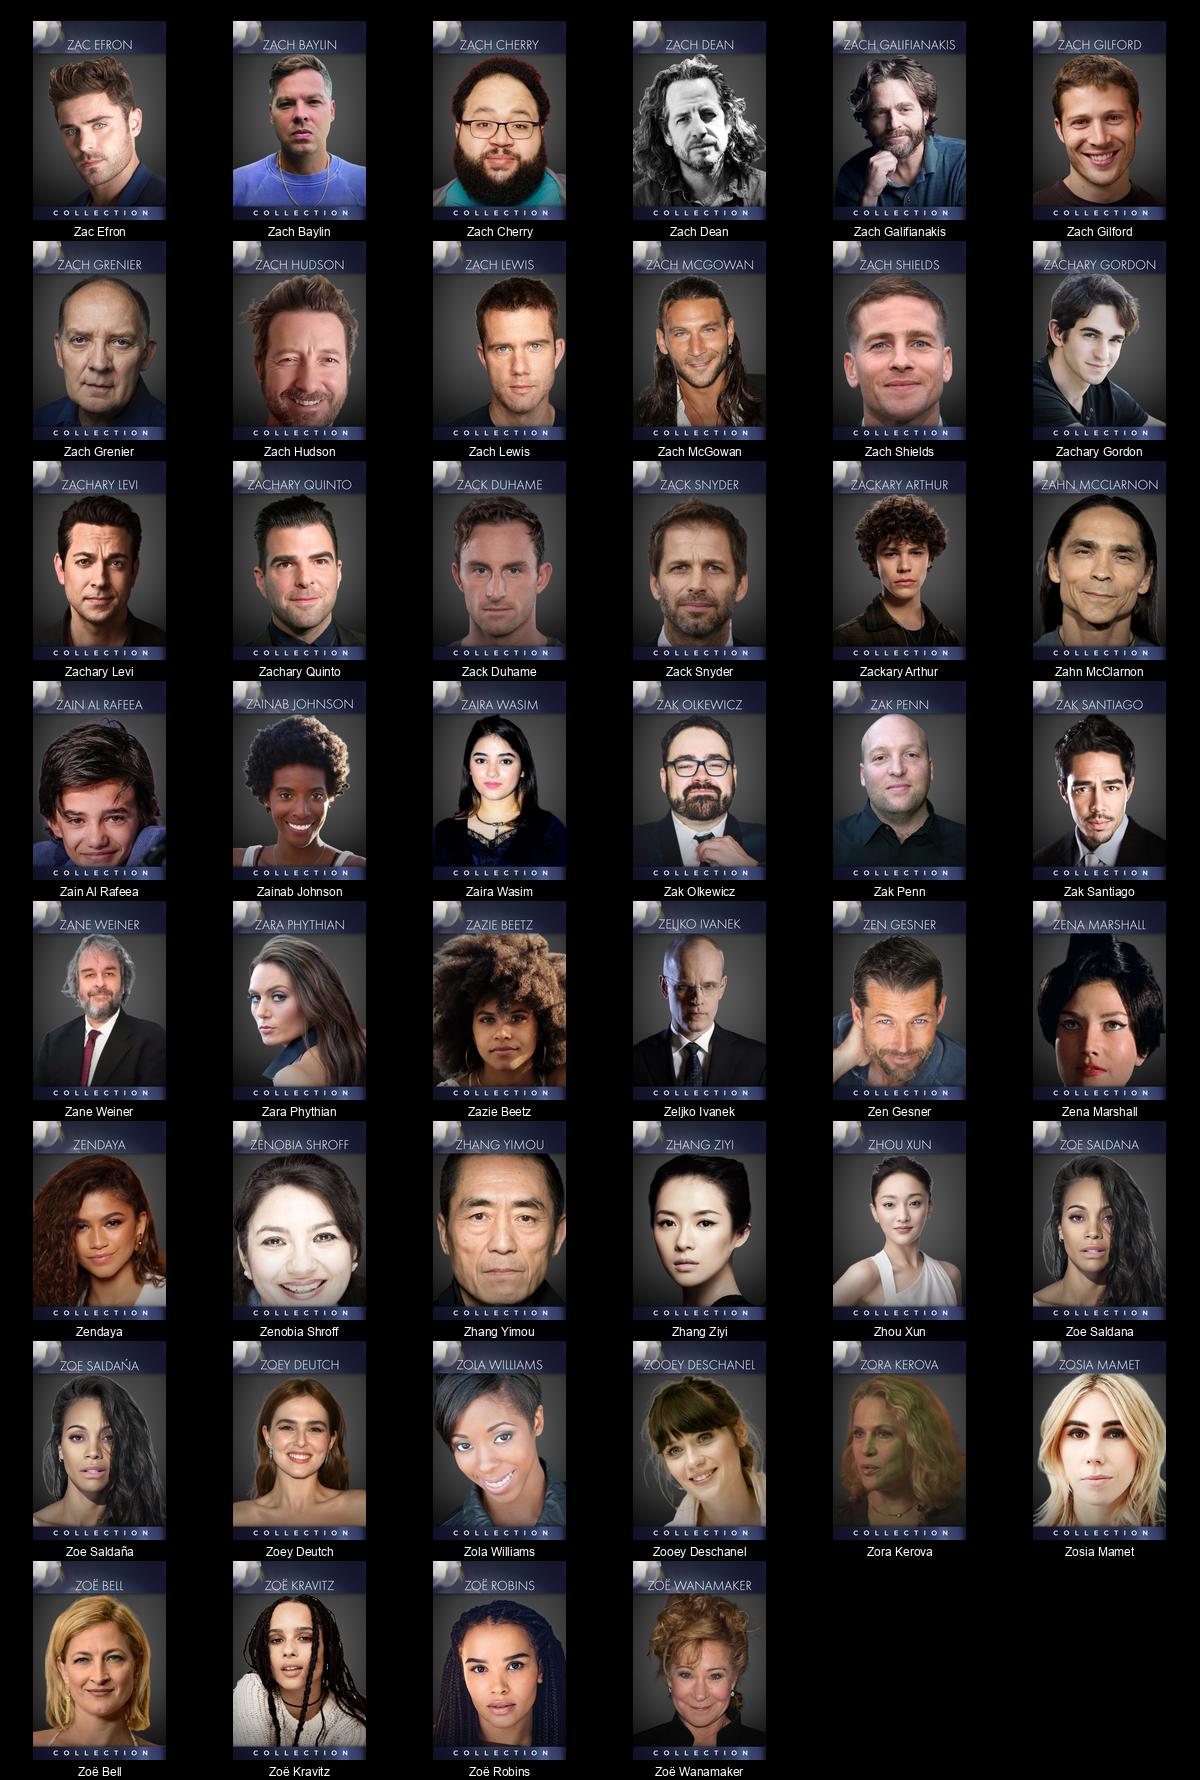 ZAC EFRON ZACH BAYLIN ZACH CHERRY ZACH DEAN ZACH GALIFIANAKIS ZACH GILFORD
COLLECTION COLLECTION COLLECTION COLLECTION COLLECTION COLLECTION
Zac Efron Zach Baylin Zach Cherry Zach Dean Zach Galifianakis Zach Gilford
ZACH GRENIER ZACH HUDSON ZACH LEWIS ZACH MCGOWAN ZACH SHIELDS ZACHARY GORDON
COLLECTION COLLECTION COLLECTION COLLECTION COLLECTION COLLECTION
Zach Grenier Zach Hudson Zach Lewis Zach McGowan Zach Shields Zachary Gordon
ZACHARY LEVI ZACHARY QUINTO ZACK DUHAME ZACK SNYDER ZACKARY ARTHUR ZAHN MCCLARNON
COLLECTION COLLECTION COLLECTION COLLECTION COLLECTION COLLECTION
Zachary Levi Zachary Quinto Zack Duhame Zack Snyder Zackary Arthur Zahn McClarnon
ZAIN AL RAFEEA ZAINAB JOHNSON ZAIRA WASIM ZAK OLKEWICZ ZAK PENN ZAK SANTIAGO
COLLECTION COLLECTION COLLECTION COLLECTION COLLECTION COLLECTION
Zain Al Rafeea Zainab Johnson Zaira Wasim Zak Olkewicz Zak Penn Zak Santiago
ZANE WEINER ZARA PHYTHIAN ZAZIE BEETZ ZELJKO IVANEK ZEN GESNER ZENA MARSHALL
COLLECTION COLLECTION COLLECTION COLLECTION COLLECTION COLLECTION
Zane Weiner Zara Phythian Zazie Beetz Zeljko Ivanek Zen Gesner Zena Marshall
ZENDAYA ZENOBIA SHROFF ZHANG YIMOU ZHANG ZIYI ZHOU XUN ZOE SALDANA
COLLECTION COLLECTION COLLECTION COLLECTION COLLECTION COLLECTION
Zendaya Zenobia Shroff Zhang Yimou Zhang Ziyi Zhou Xun Zoe Saldana
ZOE SALDAÑA ZOEY DEUTCH ZOLA WILLIAMS ZOOEY DESCHANEL ZORA KEROVA ZOSIA MAMET
COLLECTION COLLECTION COLLECTION COLLECTION COLLECTION COLLECTION
Zoe Saldaña Zoey Deutch Zola Williams Zooey Deschanel Zora Kerova Zosia Mamet
ZOË BELL ZOË KRAVITZ ZOË ROBINS ZOË WANAMAKER
COLLECTION COLLECTION COLLECTION COLLECTION
Zoë Bell Zoë Kravitz Zoë Robins Zoë Wanamaker